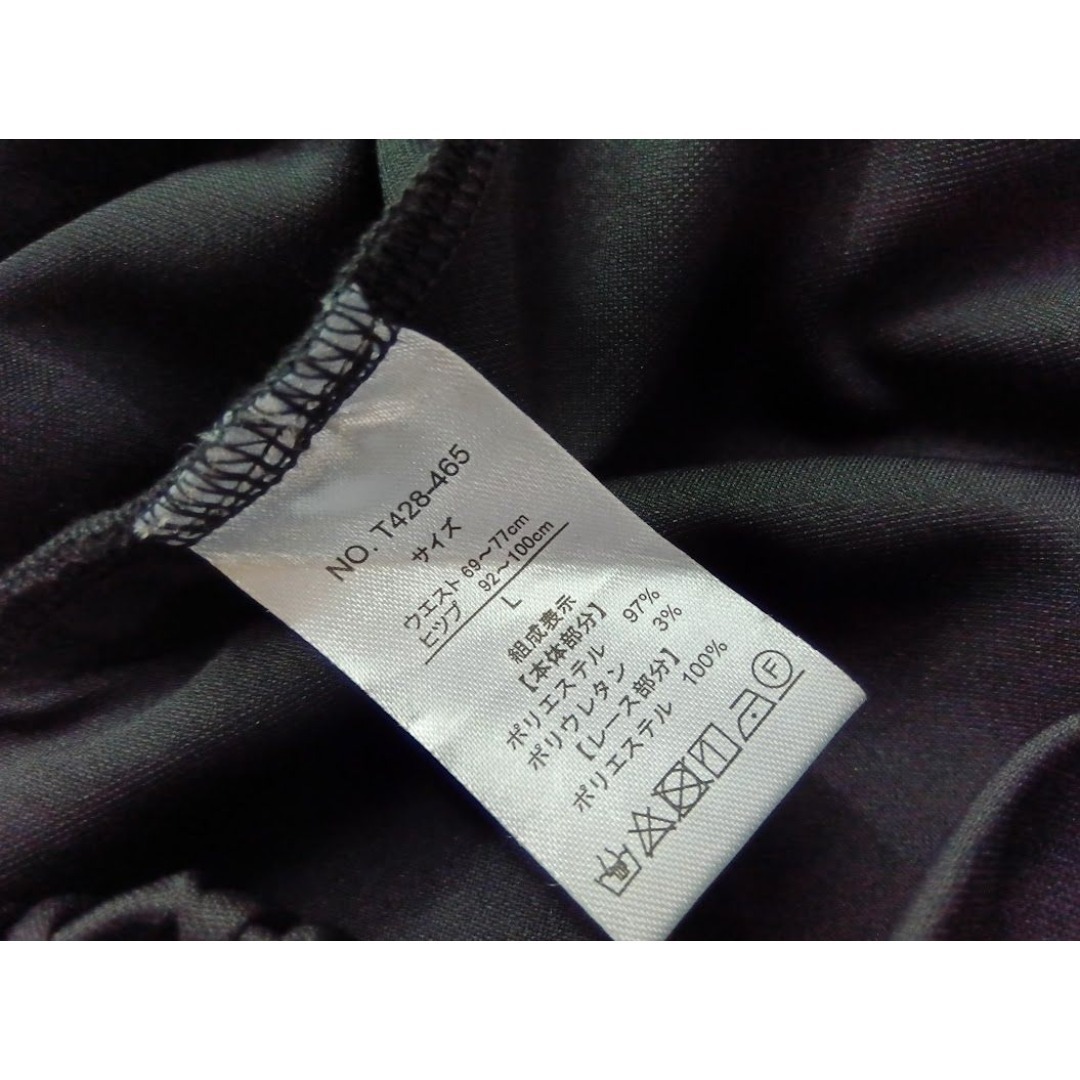 NO. T428-465
サイズ
ウエスト 69～77cm
ヒップ 92～100cm
L
組成表示
【本体部分】
ポリエステル 97%
ポリウレタン 3%
【レース部分】
ポリエステル 100%
F